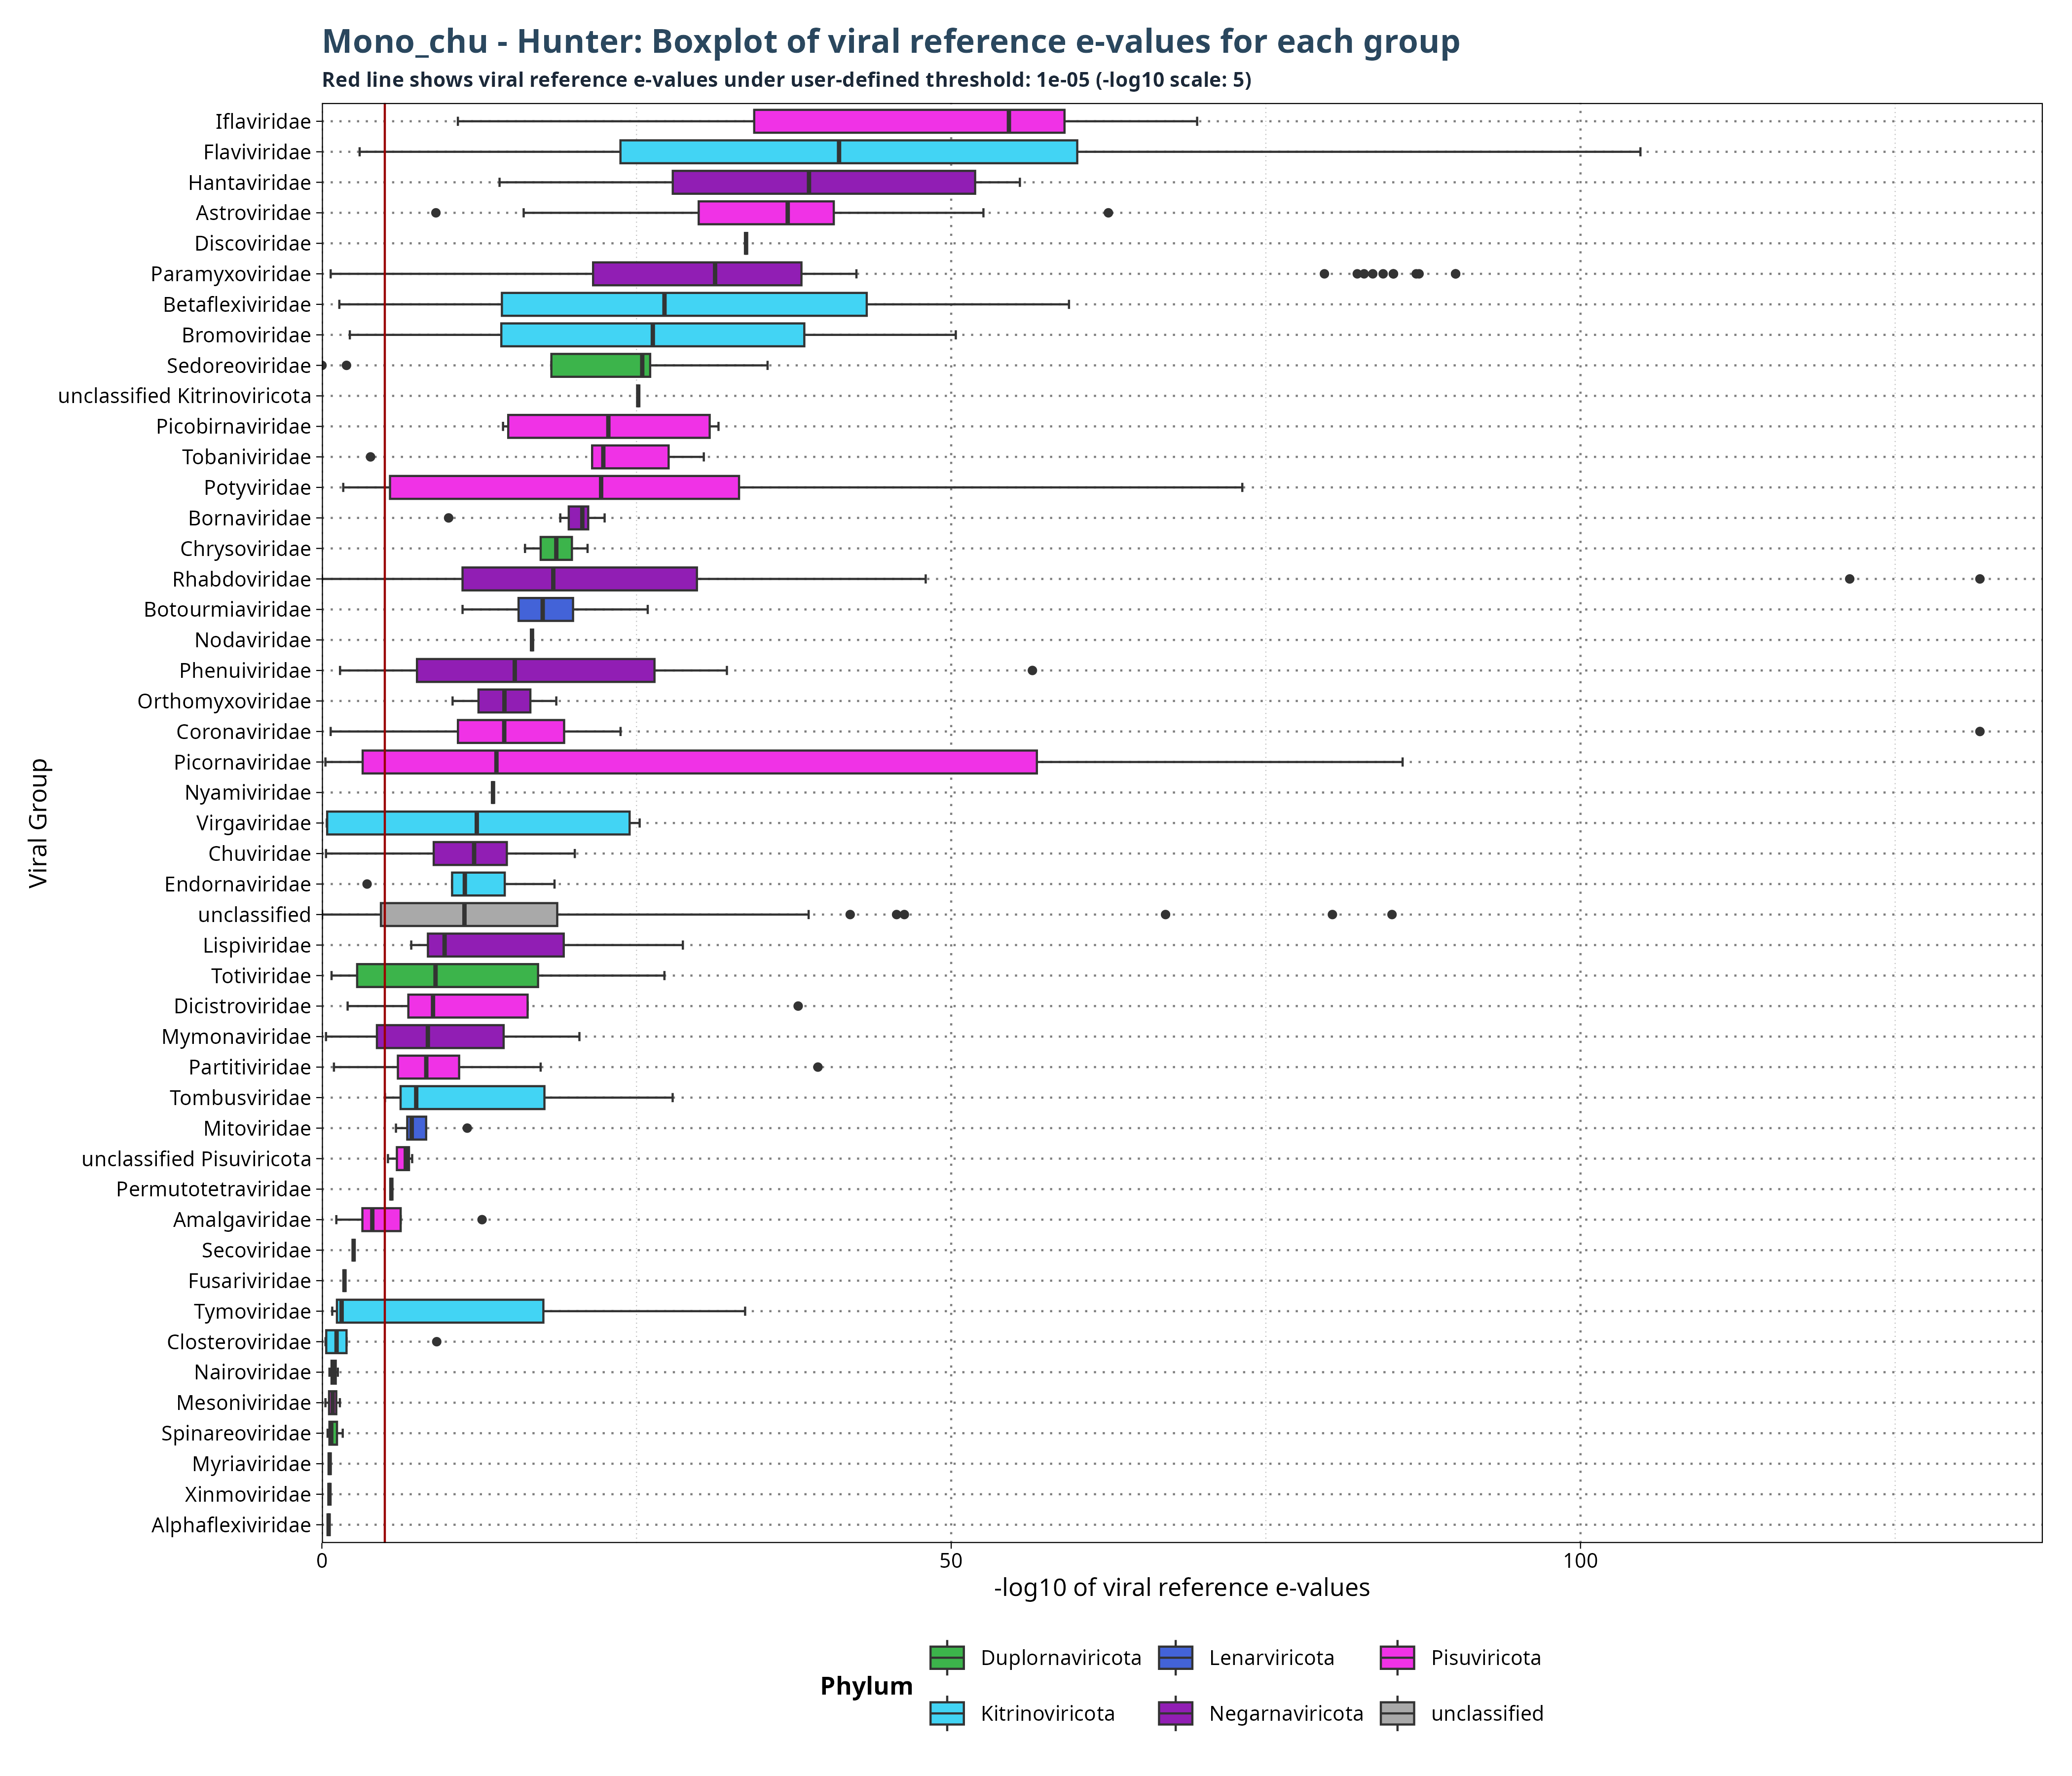 Mono_chu - Hunter: Boxplot of viral reference e-values for each group
Red line shows viral reference e-values under user-defined threshold: 1e-05 (-log10 scale: 5)
Viral Group
Iflaviridae
Flaviviridae
Hantaviridae
Astroviridae
Discoviridae
Paramyxoviridae
Betaflexiviridae
Bromoviridae
Sedoreoviridae
unclassified Kitrinoviricota
Picobirnaviridae
Tobaniviridae
Potyviridae
Bornaviridae
Chrysoviridae
Rhabdoviridae
Botourmiaviridae
Nodaviridae
Phenuiviridae
Orthomyxoviridae
Coronaviridae
Picornaviridae
Nyamiviridae
Virgaviridae
Chuviridae
Endornaviridae
unclassified
Lispiviridae
Totiviridae
Dicistroviridae
Mymonaviridae
Partitiviridae
Tombusviridae
Mitoviridae
unclassified Pisuviricota
Permutotetraviridae
Amalgaviridae
Secoviridae
Fusariviridae
Tymoviridae
Closteroviridae
Nairoviridae
Mesoniviridae
Spinareoviridae
Myriaviridae
Xinmoviridae
Alphaflexiviridae
0 50 100
-log10 of viral reference e-values
Phylum
Duplornaviricota Lenarviricota Pisuviricota
Kitrinoviricota Negarnaviricota unclassified